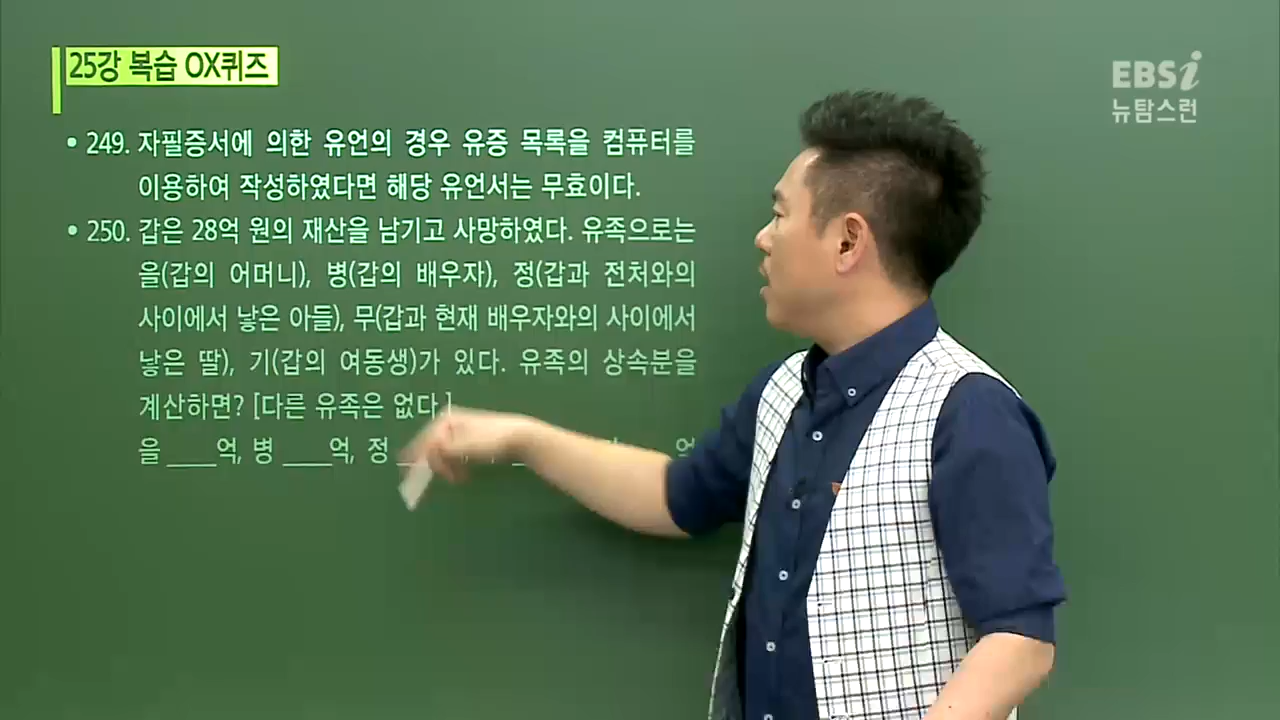 25강 복습 OX퀴즈
EBSi
뉴탐스런
• 249. 자필증서에 의한 유언의 경우 유증 목록을 컴퓨터를
이용하여 작성하였다면 해당 유언서는 무효이다.
• 250. 갑은 28억 원의 재산을 남기고 사망하였다. 유족으로는
을(갑의 어머니), 병(갑의 배우자), 정(갑과 전처와의
사이에서 낳은 아들), 무(갑과 현재 배우자와의 사이에서
낳은 딸), 기(갑의 여동생)가 있다. 유족의 상속분을
계산하면? [다른 유족은 없다.]
을 ____억, 병 ____억, 정 억